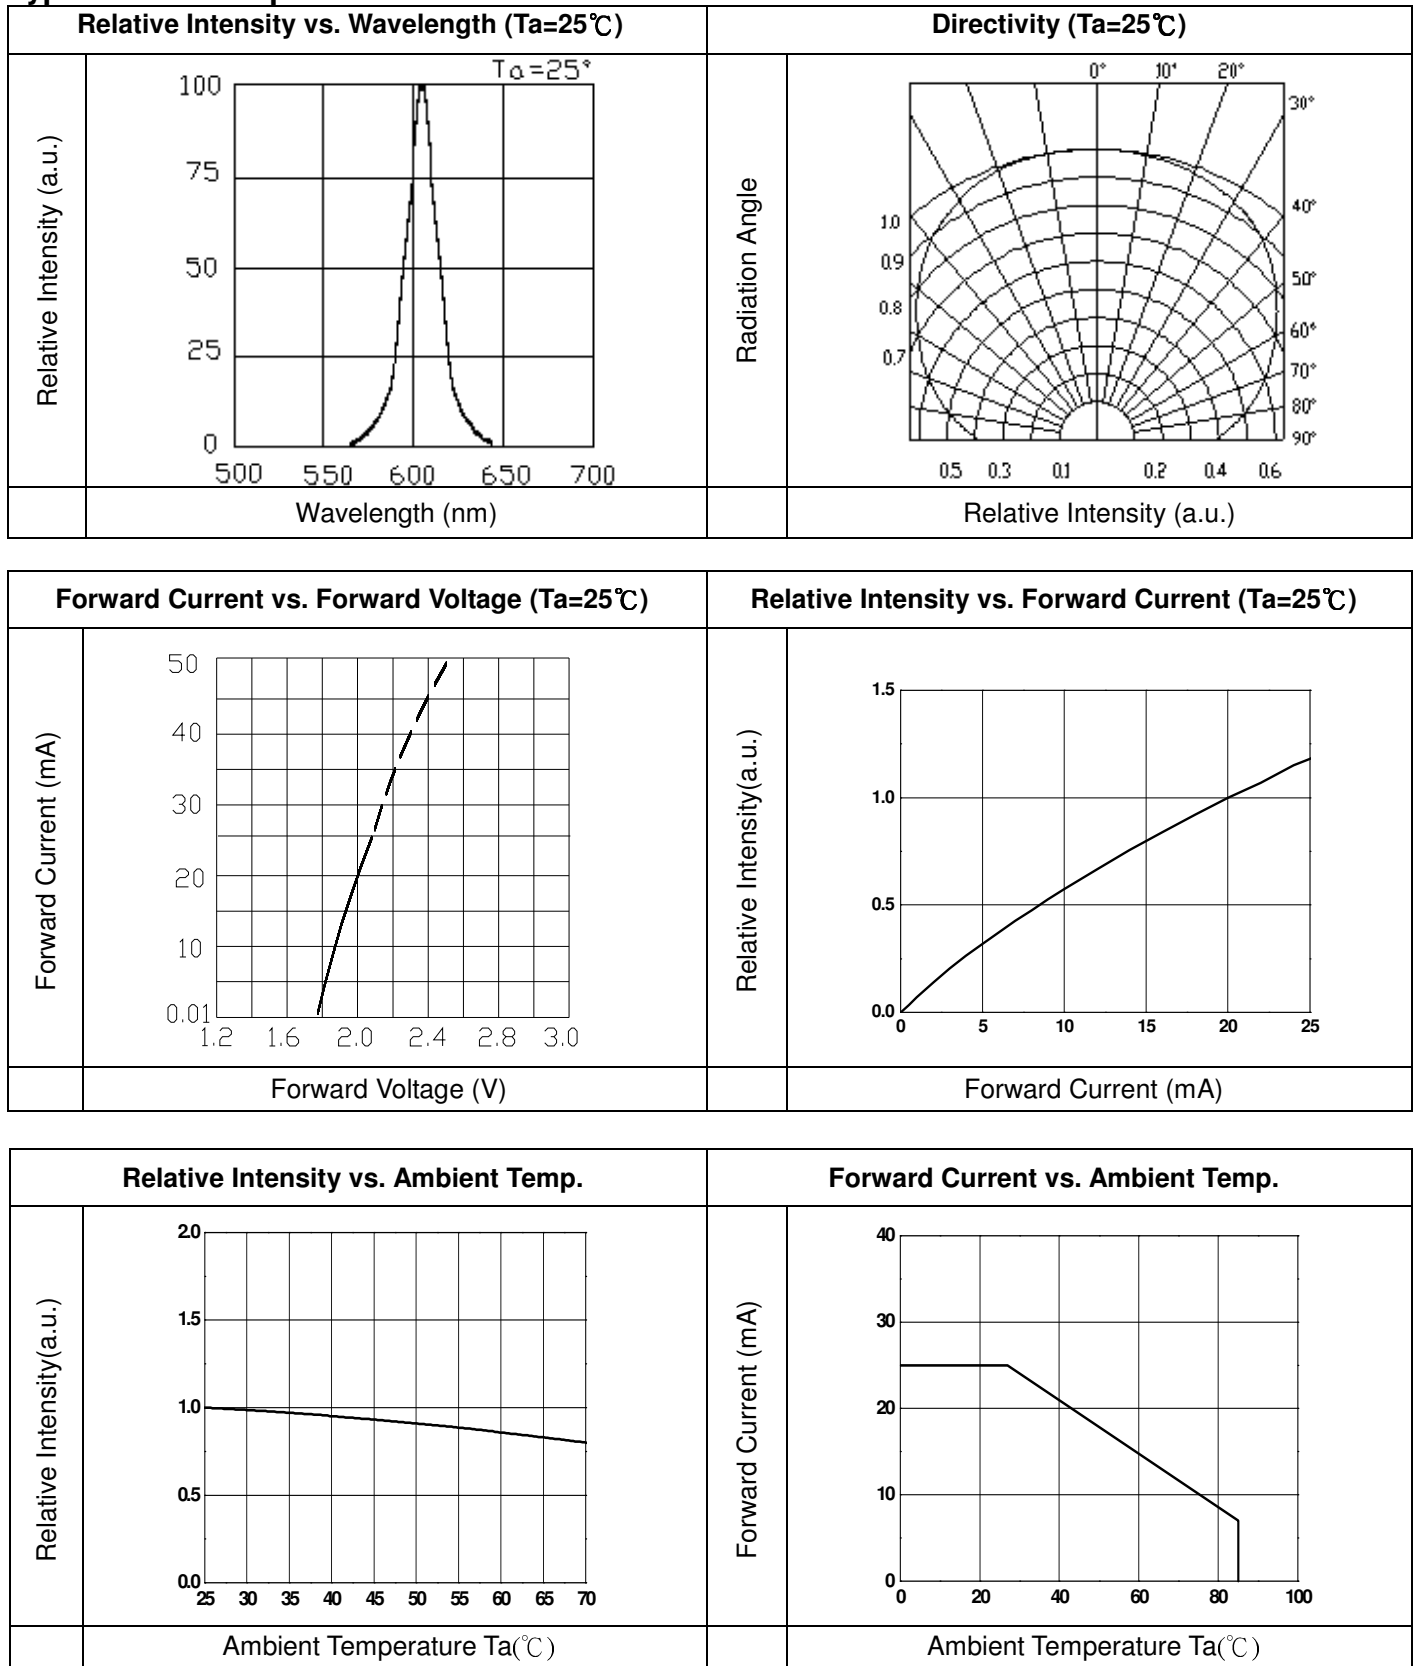 Relative Intensity vs. Wavelength (Ta=25℃)
Directivity (Ta=25℃)
Relative Intensity (a.u.)
Ta=25°
100
75
50
25
0
500 550 600 650 700
Wavelength (nm)
Radiation Angle
0° 10° 20°
30°
40°
50°
60°
70°
80°
90°
1.0
0.9
0.8
0.7
0.5 0.3 0.1 0.2 0.4 0.6
Relative Intensity (a.u.)
Forward Current vs. Forward Voltage (Ta=25℃)
Relative Intensity vs. Forward Current (Ta=25℃)
Forward Current (mA)
50
40
30
20
10
0.01
1.2 1.6 2.0 2.4 2.8 3.0
Forward Voltage (V)
Relative Intensity(a.u.)
1.5
1.0
0.5
0.0
0 5 10 15 20 25
Forward Current (mA)
Relative Intensity vs. Ambient Temp.
Forward Current vs. Ambient Temp.
Relative Intensity(a.u.)
2.0
1.5
1.0
0.5
0.0
25 30 35 40 45 50 55 60 65 70
Ambient Temperature Ta(℃)
Forward Current (mA)
40
30
20
10
0
0 20 40 60 80 100
Ambient Temperature Ta(℃)